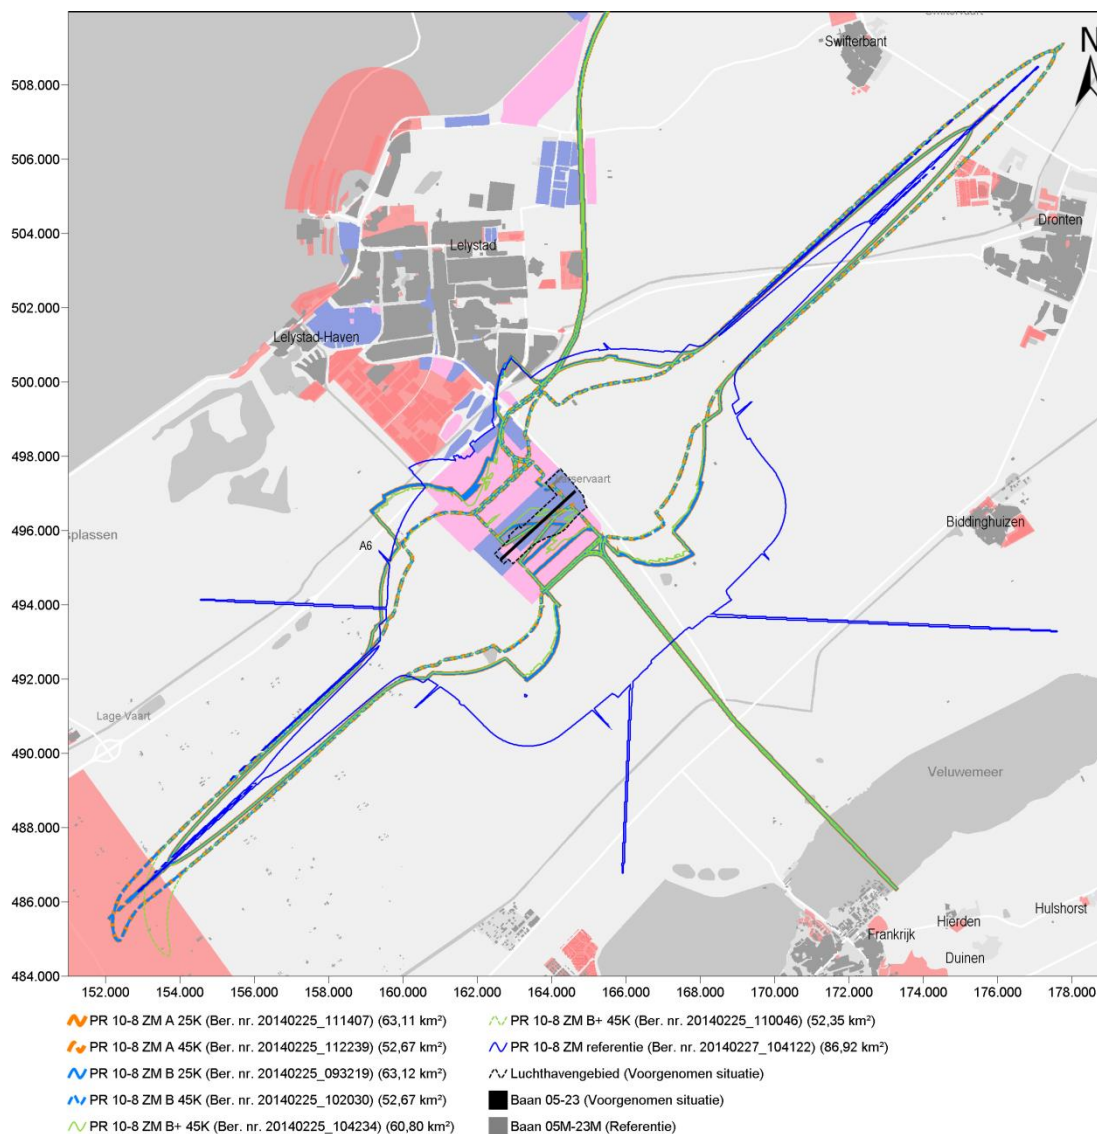 Swifterbant
N
508.000
506.000
504.000
502.000
500.000
498.000
496.000
494.000
492.000
490.000
488.000
486.000
484.000
Dronten
Lelystad
Lelystad-Haven
Biddinghuizen
A6
Lage Vaart
Veluwemeer
Hulshorst
Hierden
Frankrijk
Duinen
152.000 154.000 156.000 158.000 160.000 162.000 164.000 166.000 168.000 170.000 172.000 174.000 176.000 178.000
PR 10-8 ZM A 25K (Ber. nr. 20140225_111407) (63,11 km²)
PR 10-8 ZM A 45K (Ber. nr. 20140225_112239) (52,67 km²)
PR 10-8 ZM B 25K (Ber. nr. 20140225_093219) (63,12 km²)
PR 10-8 ZM B 45K (Ber. nr. 20140225_102030) (52,67 km²)
PR 10-8 ZM B+ 45K (Ber. nr. 20140225_104234) (60,80 km²)
PR 10-8 ZM B+ 45K (Ber. nr. 20140225_110046) (52,35 km²)
PR 10-8 ZM referentie (Ber. nr. 20140227_104122) (86,92 km²)
Luchthavengebied (Voorgenomen situatie)
Baan 05-23 (Voorgenomen situatie)
Baan 05M-23M (Referentie)